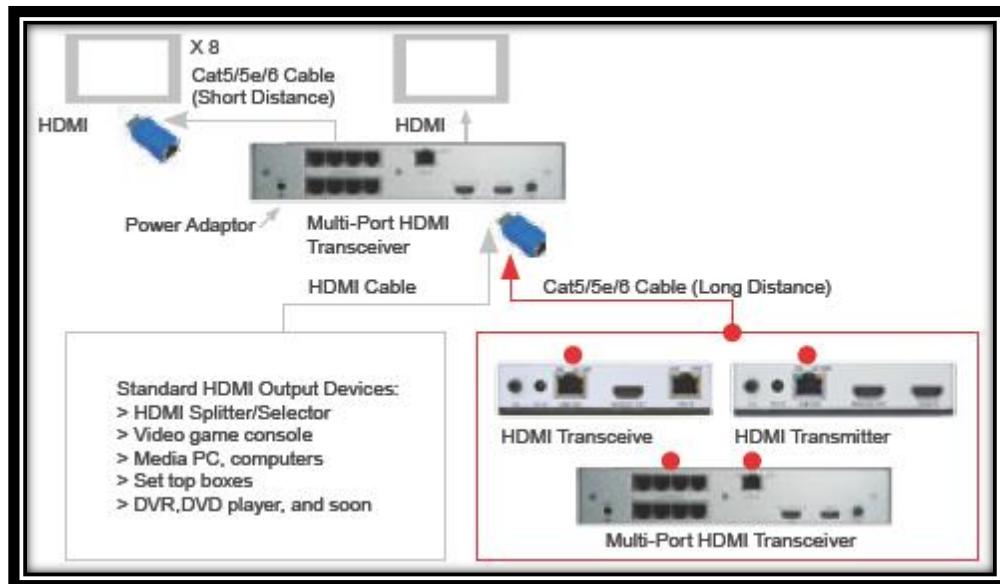 X 8
Cat5/5e/6 Cable
(Short Distance)
HDMI
HDMI
Power Adaptor
Multi-Port HDMI
Transceiver
HDMI Cable
Cat5/5e/6 Cable (Long Distance)
Standard HDMI Output Devices:
> HDMI Splitter/Selector
> Video game console
> Media PC, computers
> Set top boxes
> DVR,DVD player, and soon
HDMI Transceive
HDMI Transmitter
Multi-Port HDMI Transceiver